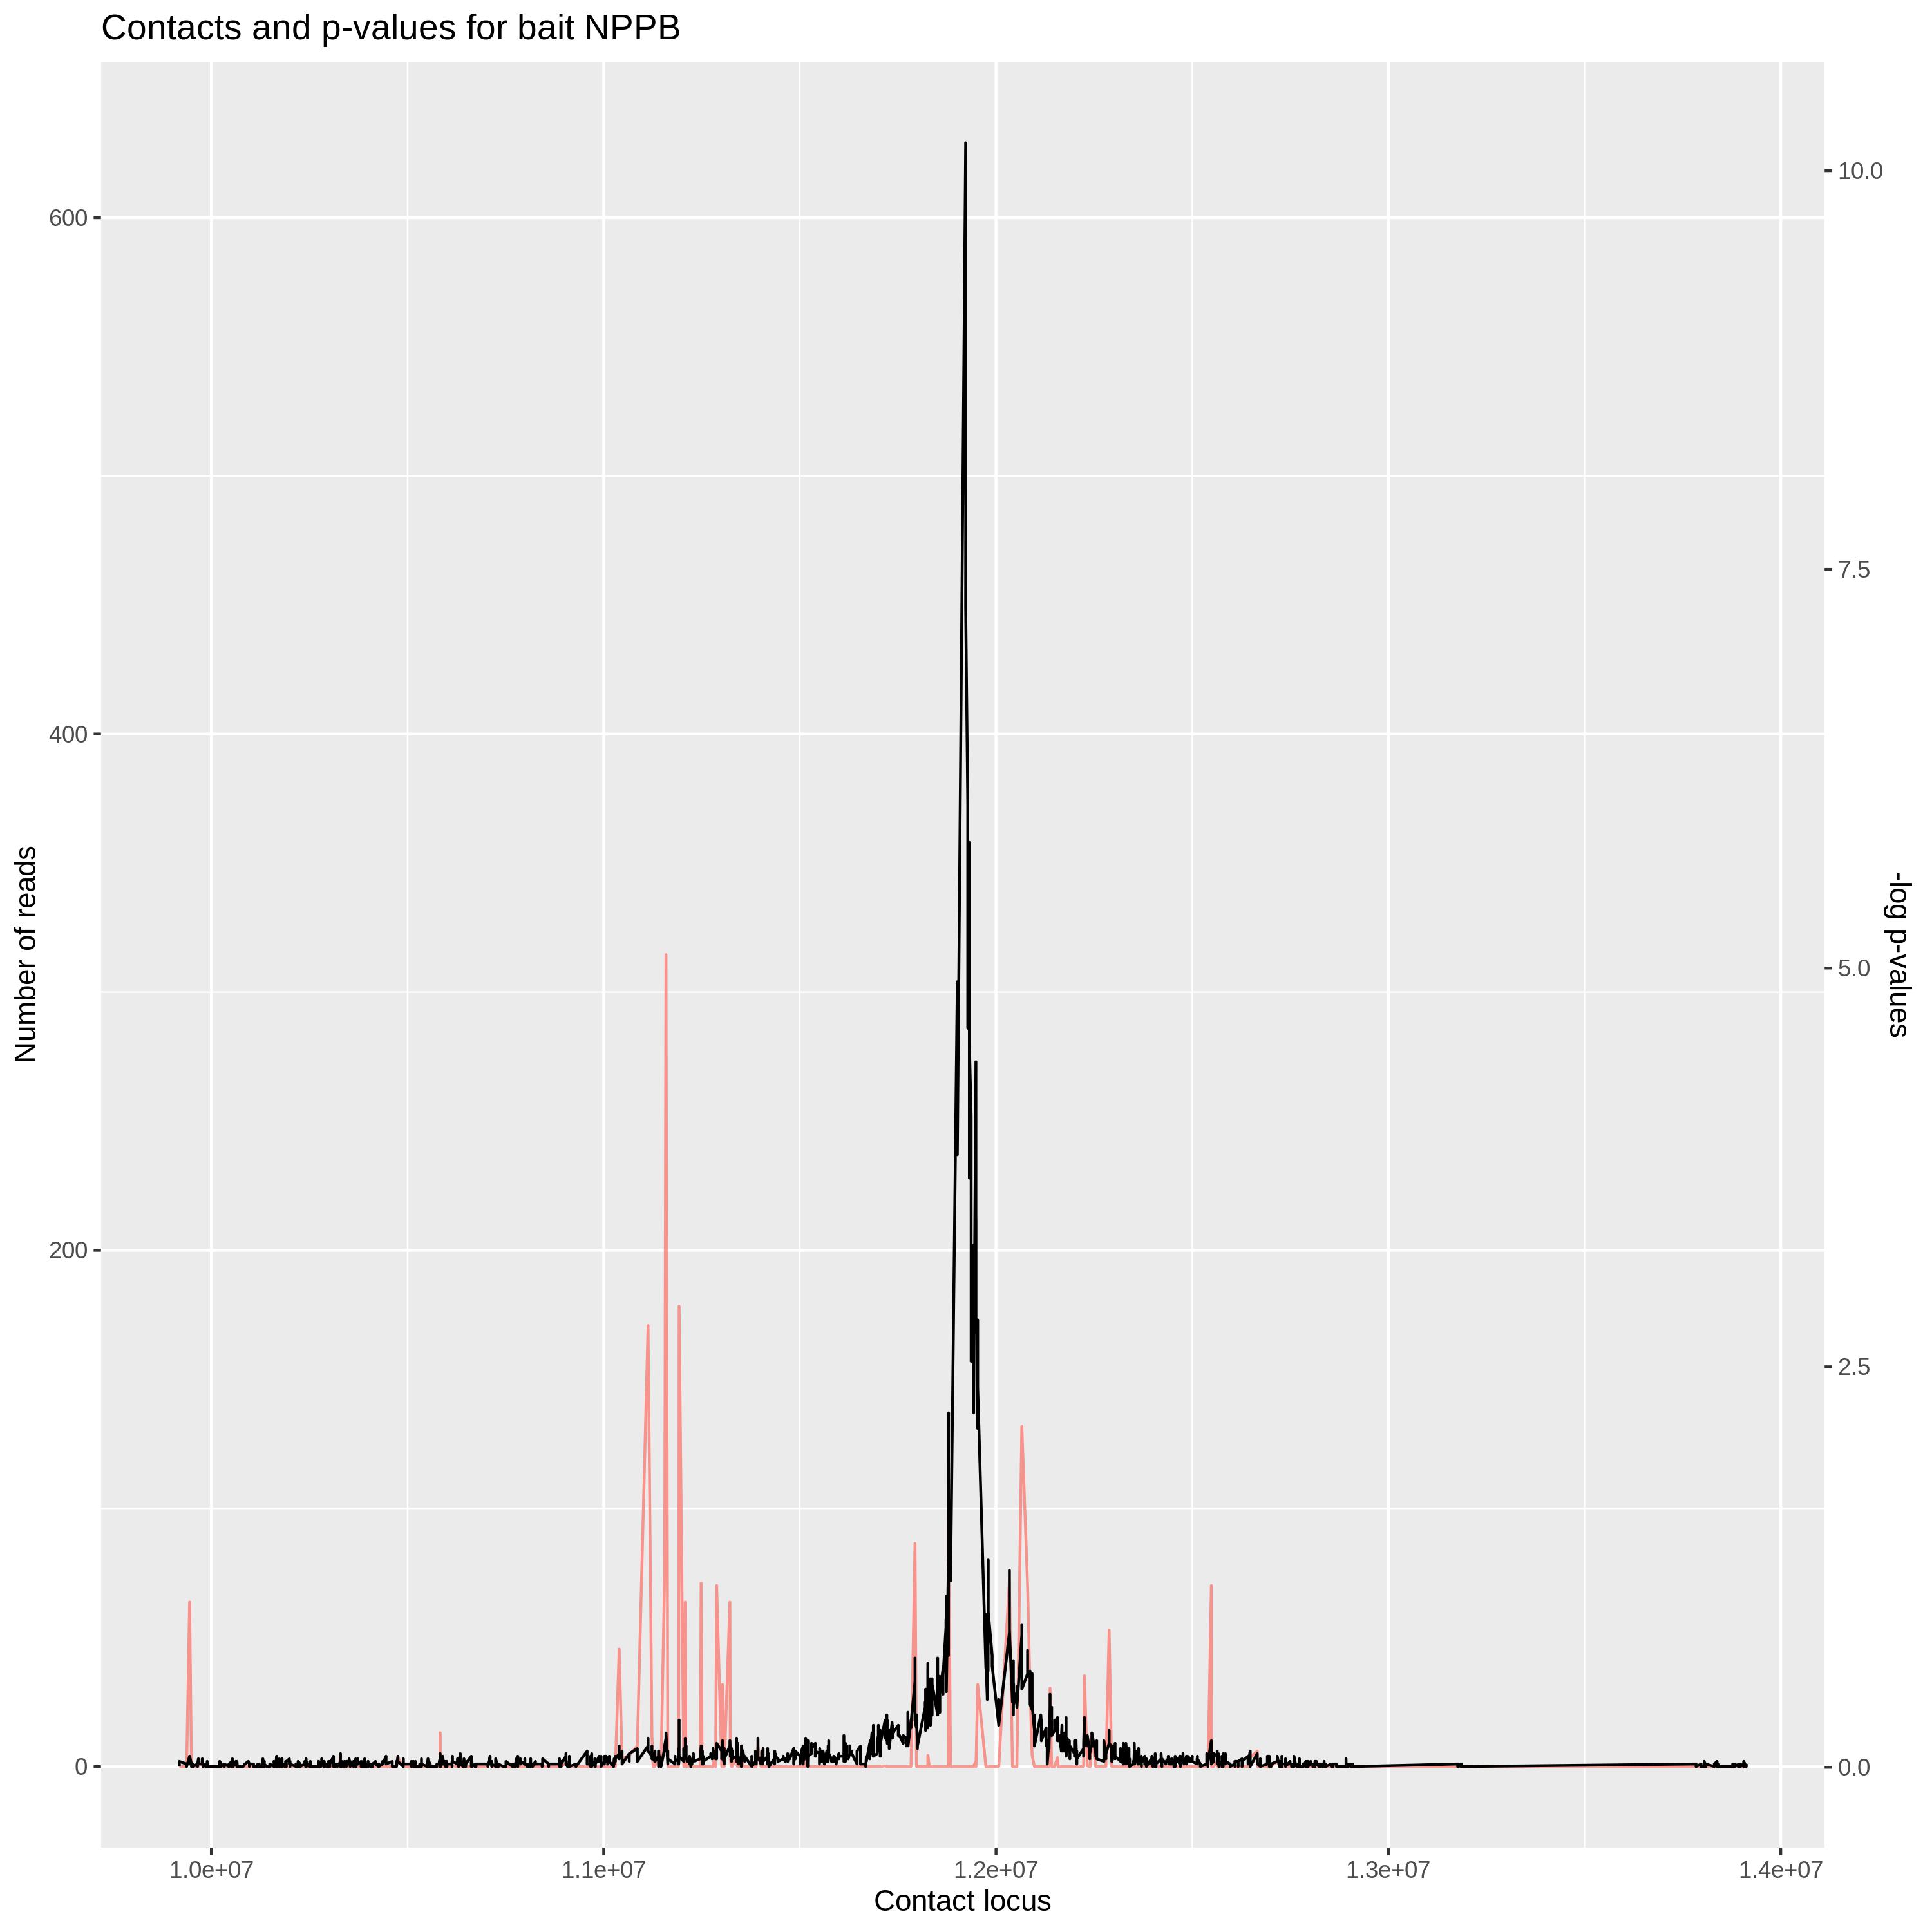 Contacts and p-values for bait NPPB
600
400
200
0
Number of reads
10.0
7.5
5.0
2.5
0.0
-log p-values
1.0e+07
1.1e+07
1.2e+07
1.3e+07
1.4e+07
Contact locus